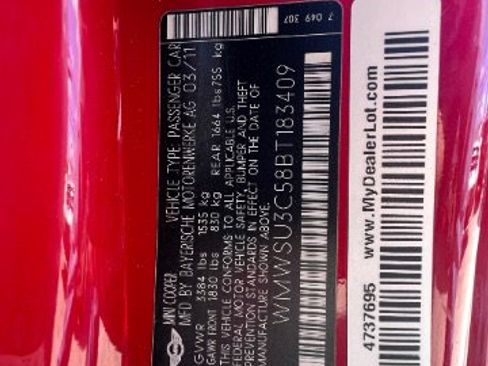 MINI COOPER VEHICLE TYPE: PASSENGER CAR
MFD BY BAYERISCHE MOTORENWERKE AG 03/11
GVWR 3384 lbs 1535 kg
GAWR FRONT 1830 lbs 830 kg REAR 1664 lbs755 kg
THIS VEHICLE CONFORMS TO ALL APPLICABLE U.S.
FEDERAL MOTOR VEHICLE SAFETY, BUMPER AND THEFT
PREVENTION STANDARDS IN EFFECT ON THE DATE OF
MANUFACTURE SHOWN ABOVE.
WMWSU3C58BT183409
7 049 307
4737695 www.MyDealerLot.com